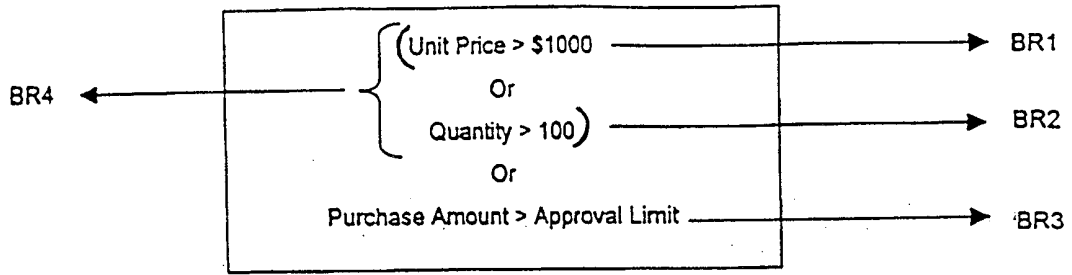 (Unit Price > $1000
BR1
BR4
Or
Quantity > 100)
BR2
Or
Purchase Amount > Approval Limit
BR3